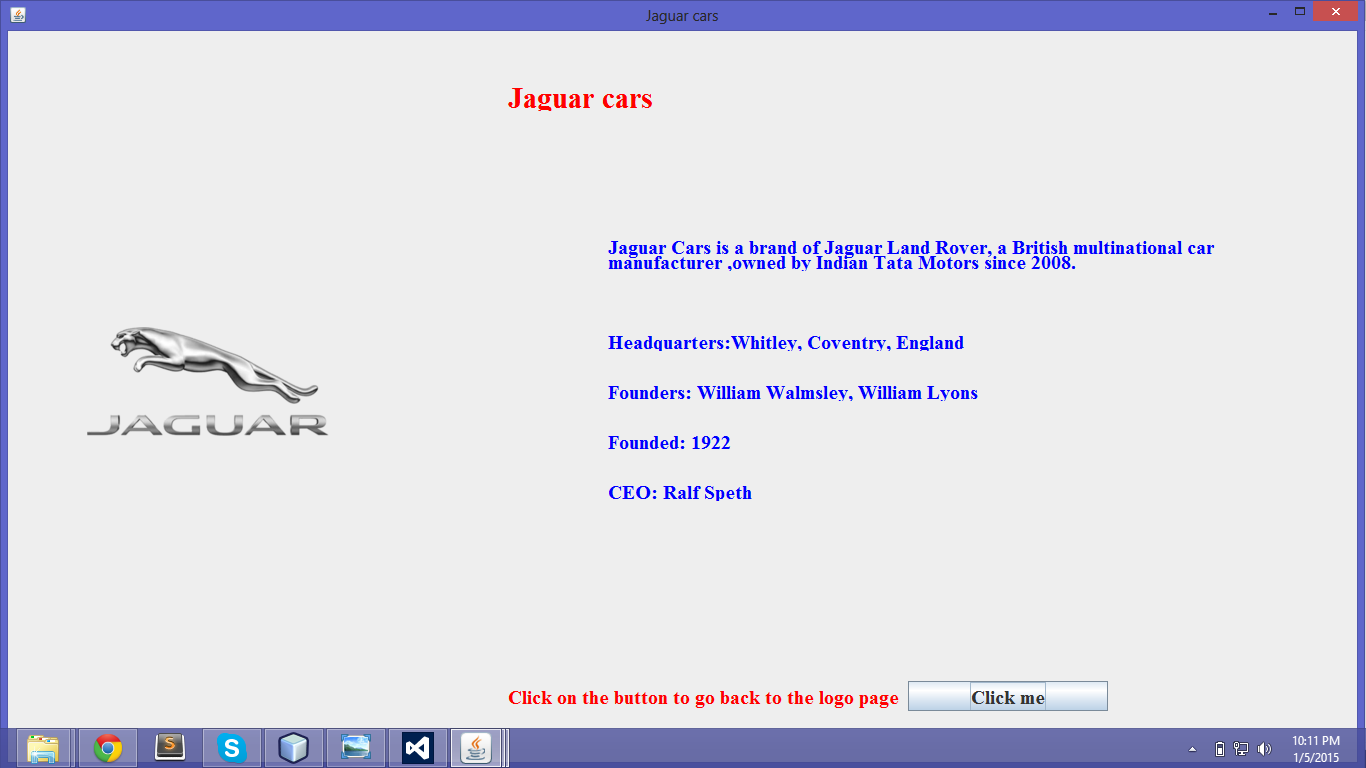 Jaguar cars
Jaguar cars
Jaguar Cars is a brand of Jaguar Land Rover, a British multinational car
manufacturer ,owned by Indian Tata Motors since 2008.
Headquarters:Whitley, Coventry, England
JAGUAR
Founders: William Walmsley, William Lyons
Founded: 1922
CEO: Ralf Speth
Click on the button to go back to the logo page
Click me
10:11 PM
1/5/2015